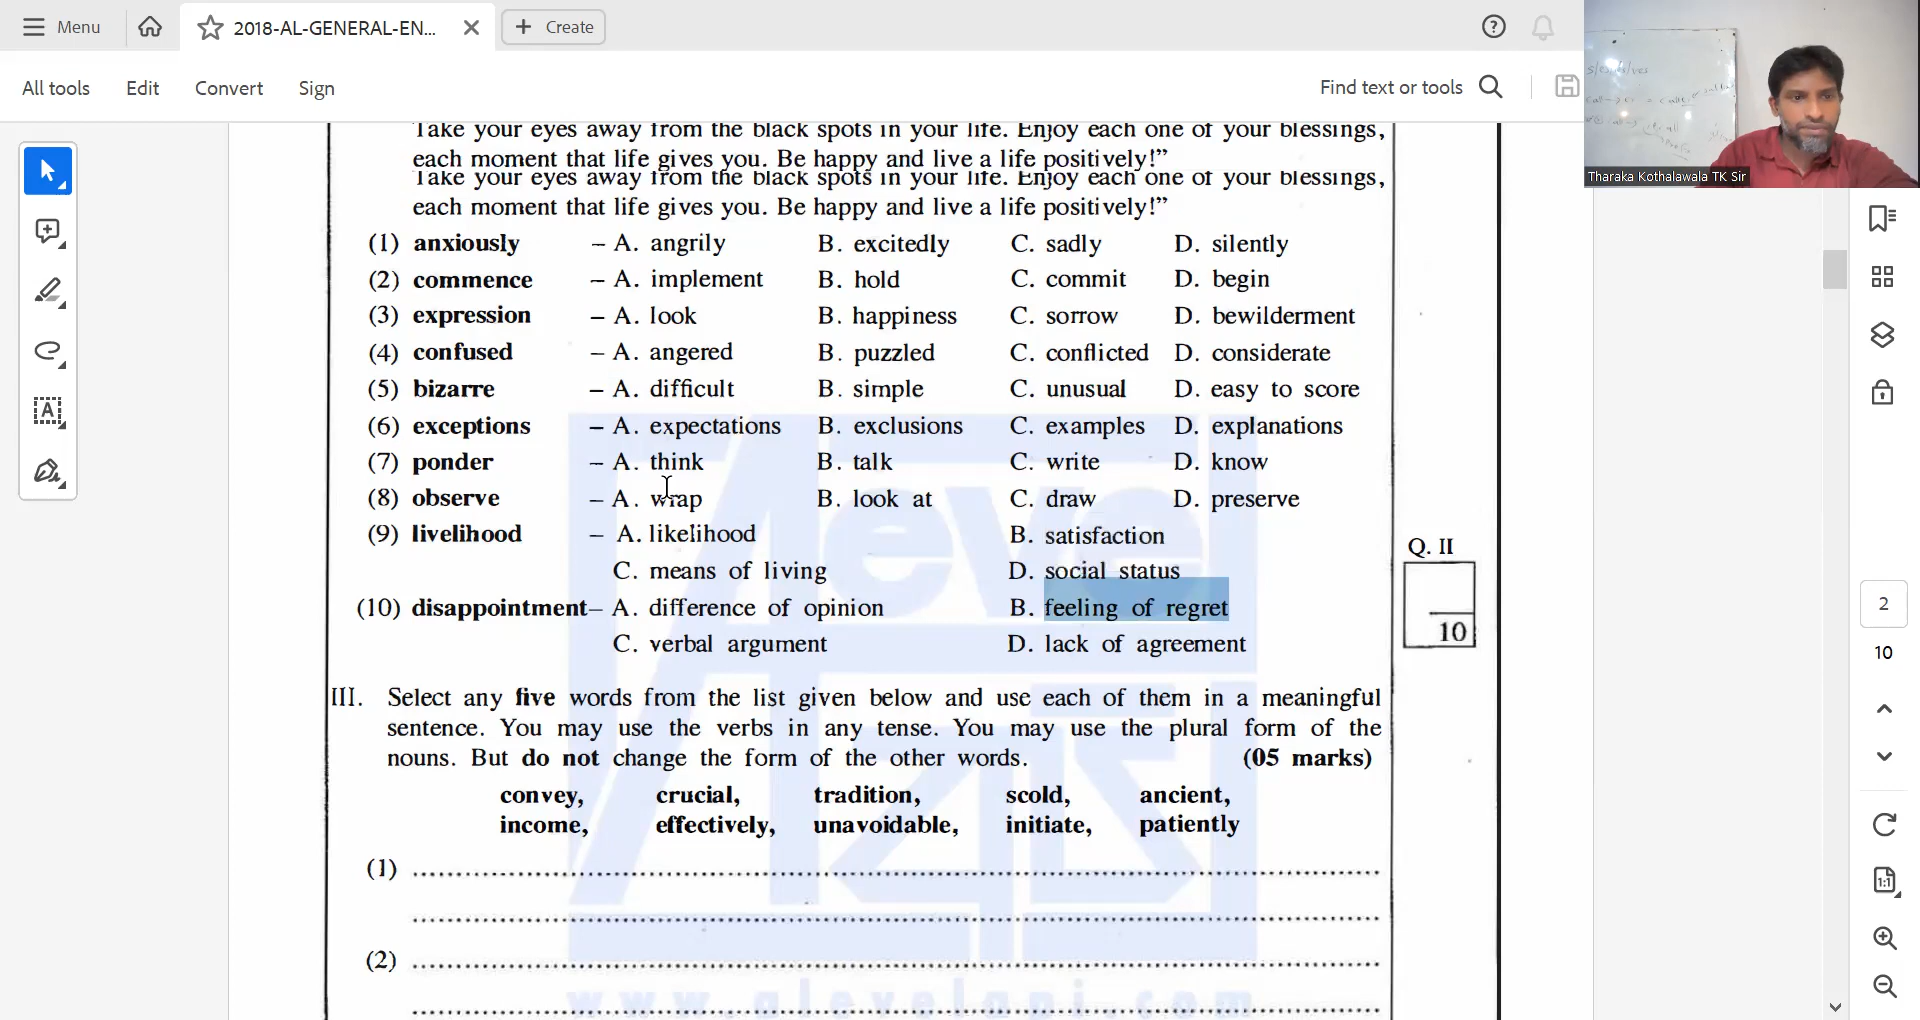 Menu
2018-AL-GENERAL-EN...
Create
All tools
Edit
Convert
Sign
Find text or tools
Tharaka Kothalawala TK Sir
Take your eyes away from the black spots in your life. Enjoy each one of your blessings,
each moment that life gives you. Be happy and live a life positively!”
Take your eyes away from the black spots in your life. Enjoy each one of your blessings,
each moment that life gives you. Be happy and live a life positively!”
(1) anxiously – A. angrily B. excitedly C. sadly D. silently
(2) commence – A. implement B. hold C. commit D. begin
(3) expression – A. look B. happiness C. sorrow D. bewilderment
(4) confused – A. angered B. puzzled C. conflicted D. considerate
(5) bizarre – A. difficult B. simple C. unusual D. easy to score
(6) exceptions – A. expectations B. exclusions C. examples D. explanations
(7) ponder – A. think B. talk C. write D. know
(8) observe – A. wrap B. look at C. draw D. preserve
(9) livelihood – A. likelihood B. satisfaction
C. means of living D. social status
(10) disappointment – A. difference of opinion B. feeling of regret
C. verbal argument D. lack of agreement
Q. II
10
III. Select any five words from the list given below and use each of them in a meaningful
sentence. You may use the verbs in any tense. You may use the plural form of the
nouns. But do not change the form of the other words. (05 marks)
convey, crucial, tradition, scold, ancient,
income, effectively, unavoidable, initiate, patiently
(1)
(2)
www.alevelapi.com
2
10
1:1